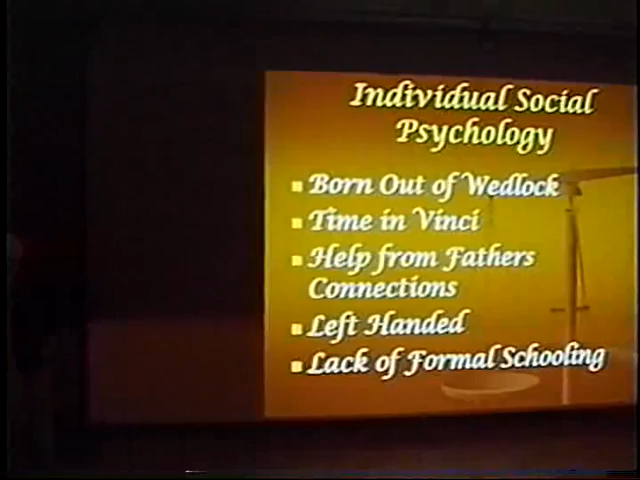 Individual Social
Psychology
Born Out of Wedlock
Time in Vinci
Help from Fathers
Connections
Left Handed
Lack of Formal Schooling